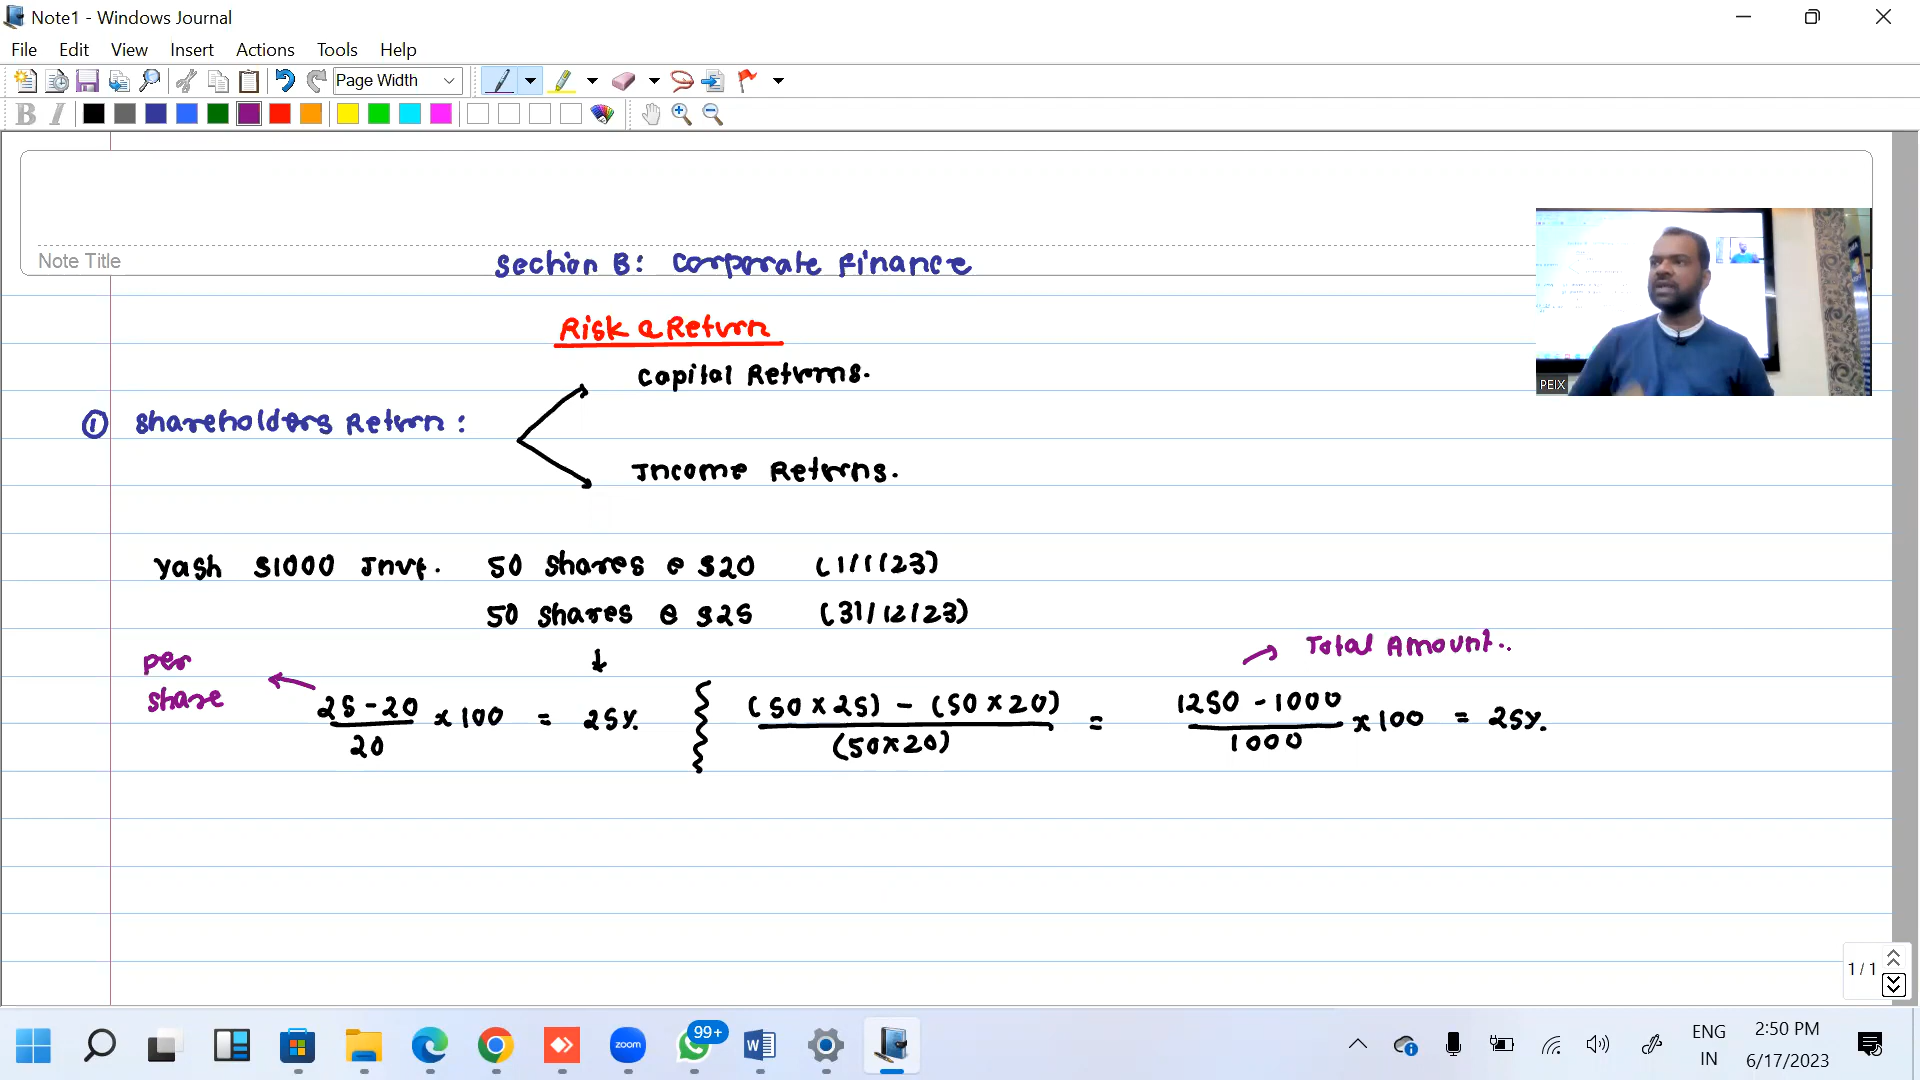 Note1 - Windows Journal
File Edit View Insert Actions Tools Help
Page Width
B I
Note Title
Section B: Corporate Finance
Risk & Return
Capital Returns.
① Shareholders Return:
Income Returns.
Yash $1000 Invt. 50 Shares @ $20 (1/1/23)
50 Shares @ $25 (31/12/23)
Total Amount..
per
share
25-20
20
x100 = 25%
(50x25) - (50x20)
(50x20)
=
1250 - 1000
1000
x100 = 25%.
PEIX
1 / 1
99+
zoom
ENG
IN
2:50 PM
6/17/2023